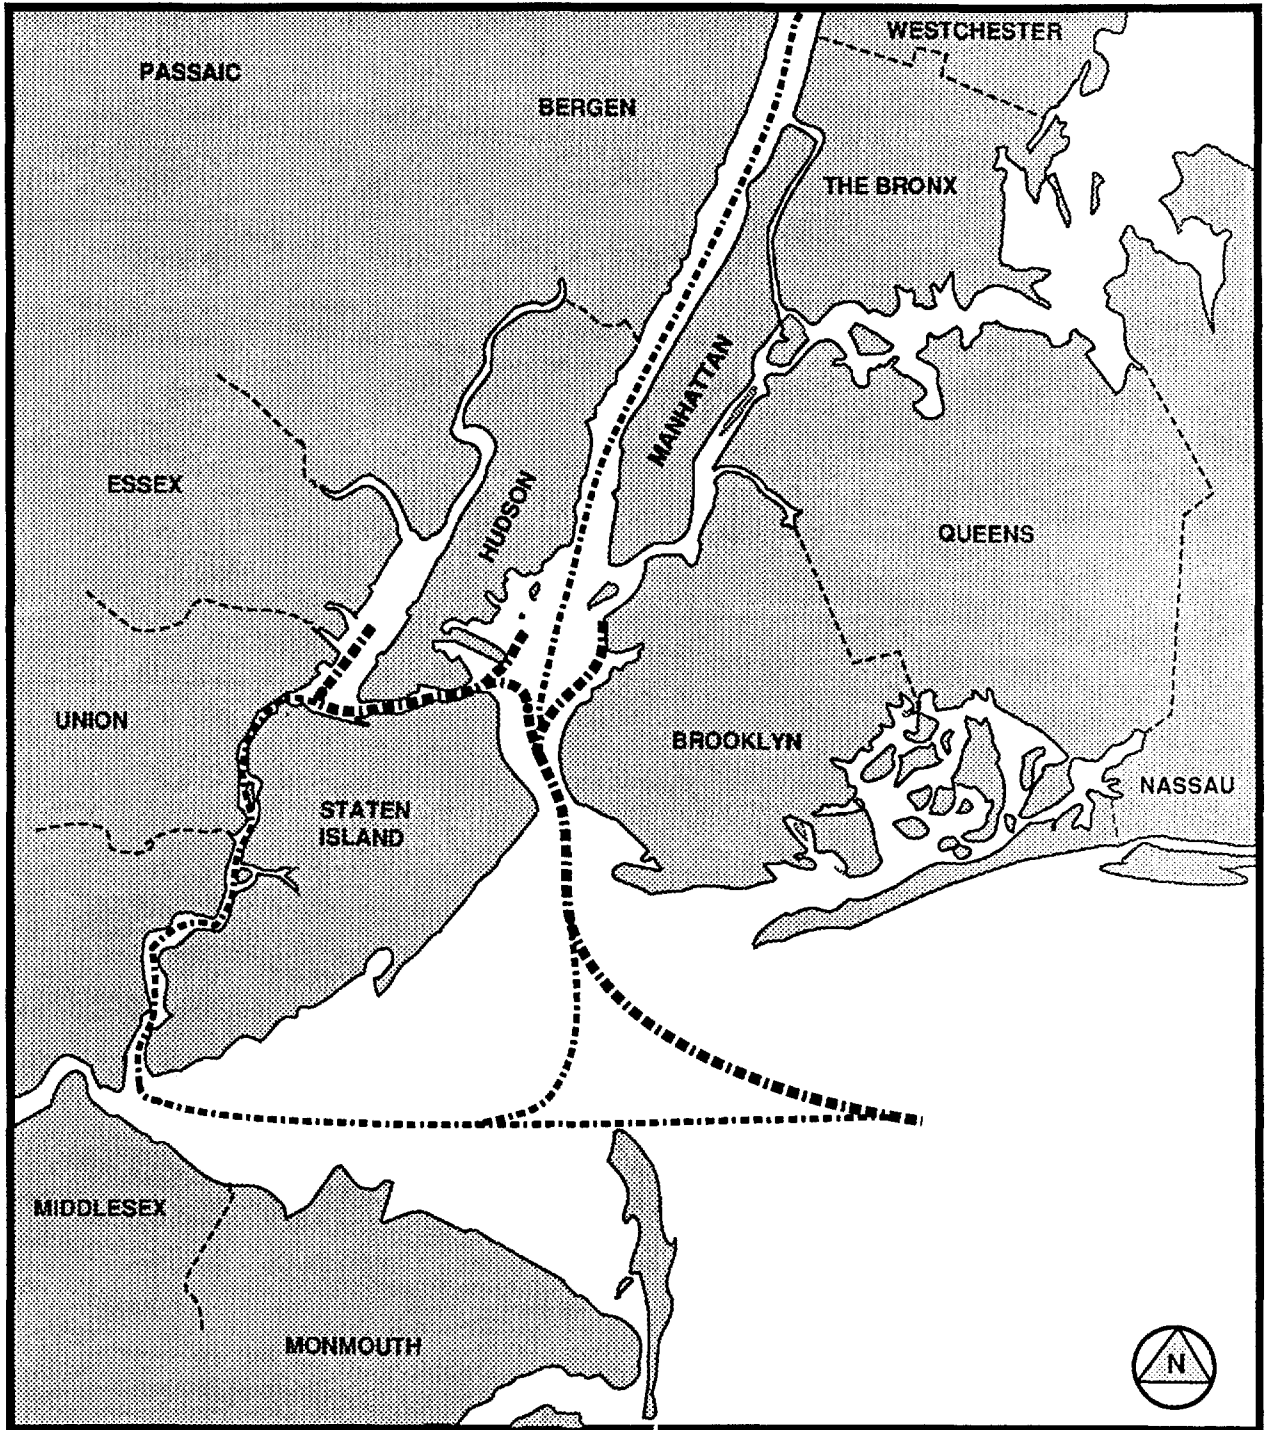 WESTCHESTER
PASSAIC
BERGEN
THE BRONX
MANHATTAN
ESSEX
HUDSON
QUEENS
UNION
BROOKLYN
NASSAU
STATEN
ISLAND
MIDDLESEX
MONMOUTH
N